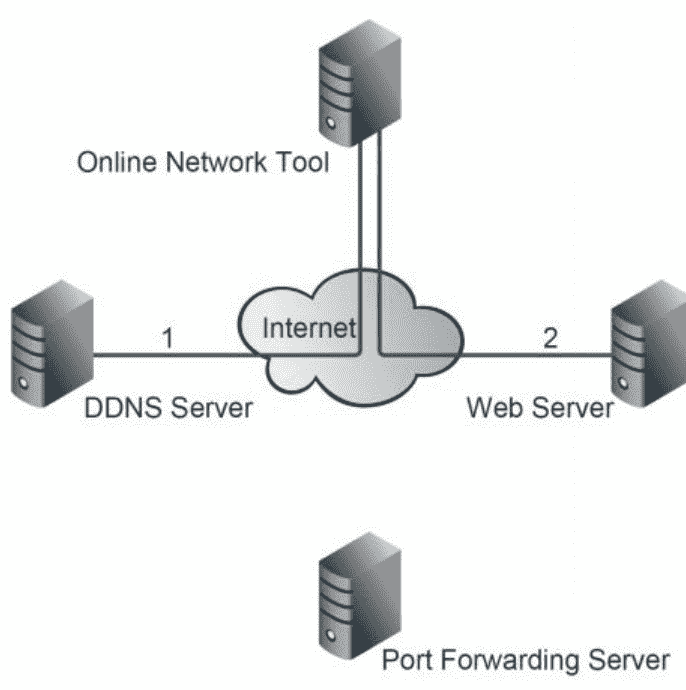 Online Network Tool
Internet
1
2
DDNS Server
Web Server
Port Forwarding Server